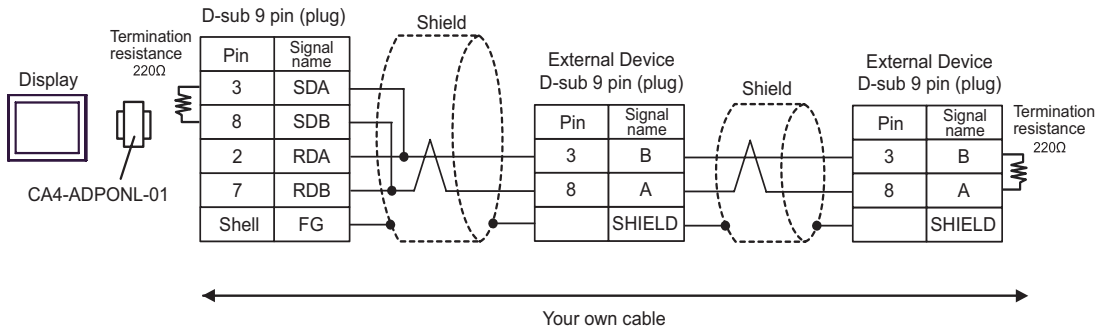 D-sub 9 pin (plug)
Shield
Termination
resistance
220Ω
Pin
Signal
name
External Device
D-sub 9 pin (plug)
External Device
D-sub 9 pin (plug)
Display
3
SDA
Shield
8
SDB
Pin
Signal
name
Pin
Signal
name
Termination
resistance
220Ω
2
RDA
3
B
3
B
7
RDB
8
A
8
A
CA4-ADPONL-01
Shell
FG
SHIELD
SHIELD
Your own cable